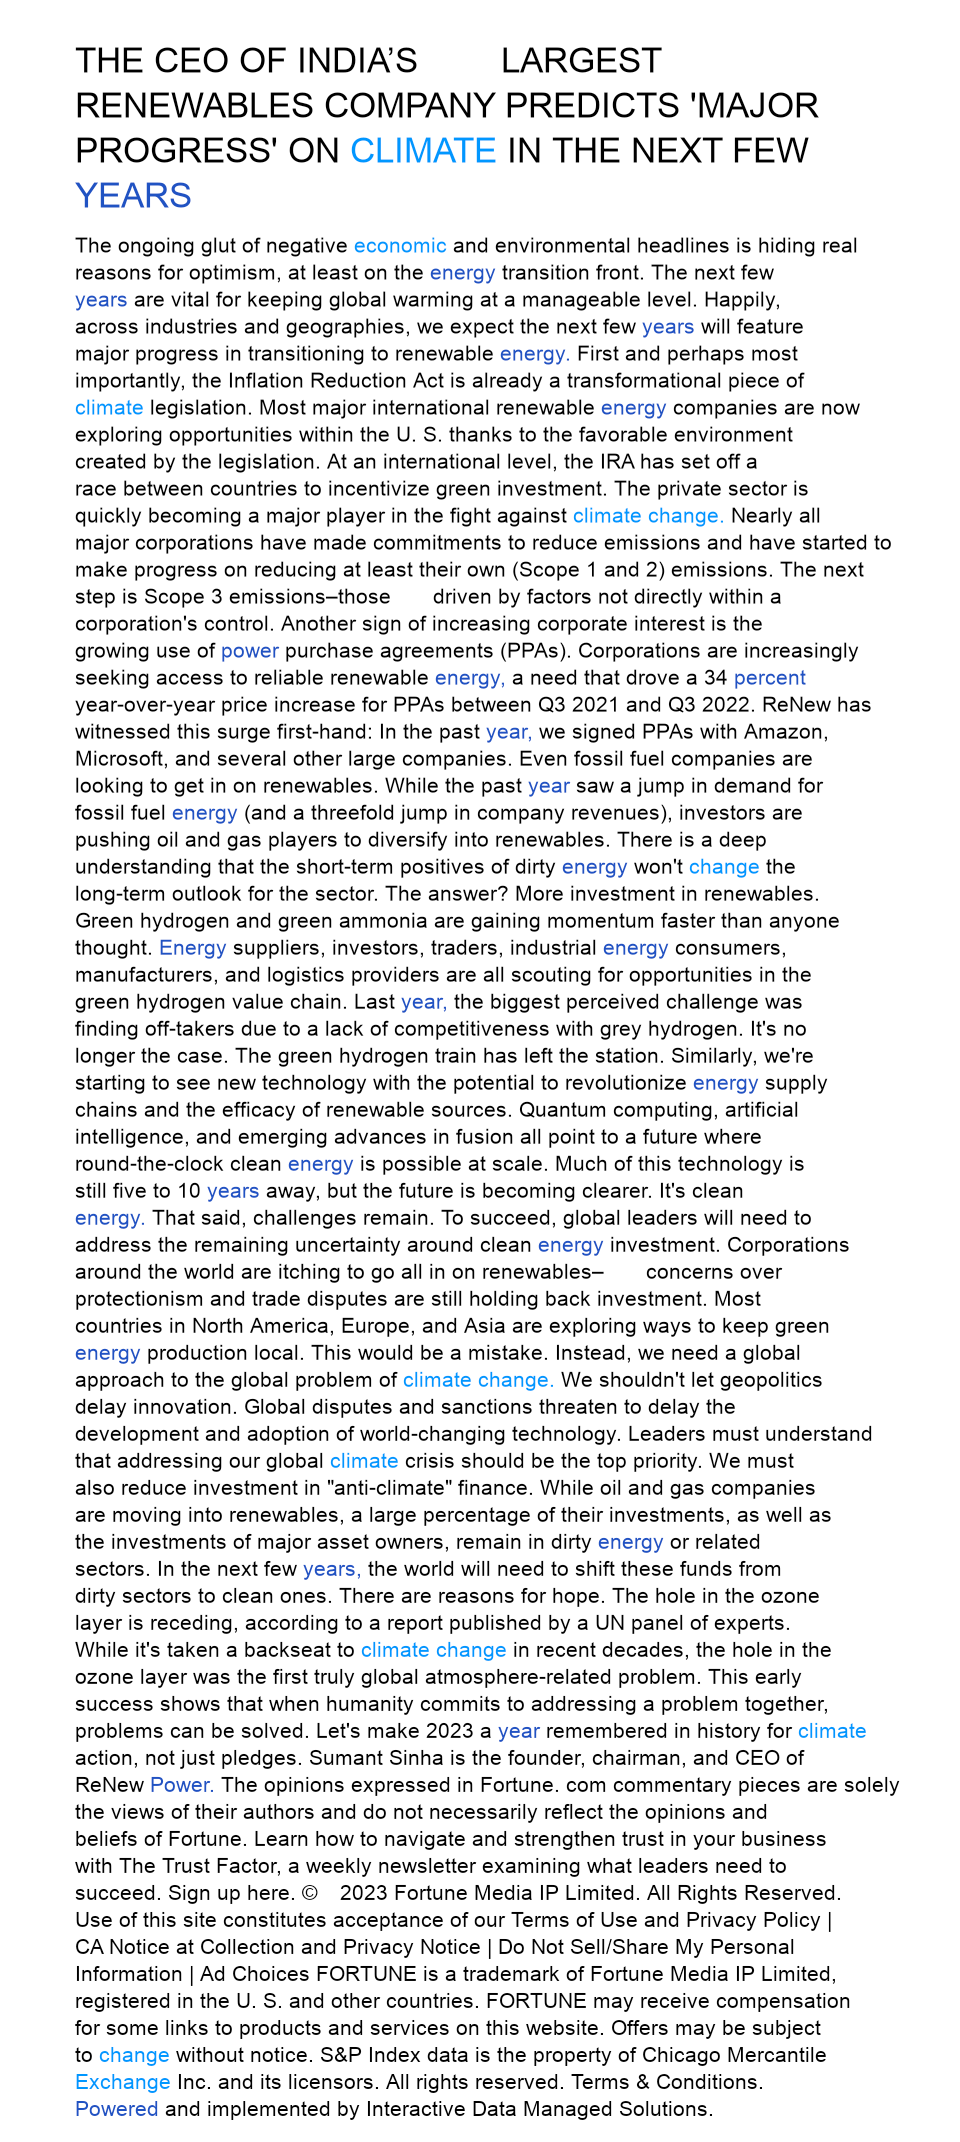 THE CEO OF INDIA’S LARGEST
RENEWABLES COMPANY PREDICTS 'MAJOR
PROGRESS' ON CLIMATE IN THE NEXT FEW
YEARS
The ongoing glut of negative economic and environmental headlines is hiding real
reasons for optimism, at least on the energy transition front. The next few
years are vital for keeping global warming at a manageable level. Happily,
across industries and geographies, we expect the next few years will feature
major progress in transitioning to renewable energy. First and perhaps most
importantly, the Inflation Reduction Act is already a transformational piece of
climate legislation. Most major international renewable energy companies are now
exploring opportunities within the U. S. thanks to the favorable environment
created by the legislation. At an international level, the IRA has set off a
race between countries to incentivize green investment. The private sector is
quickly becoming a major player in the fight against climate change. Nearly all
major corporations have made commitments to reduce emissions and have started to
make progress on reducing at least their own (Scope 1 and 2) emissions. The next
step is Scope 3 emissions–those driven by factors not directly within a
corporation's control. Another sign of increasing corporate interest is the
growing use of power purchase agreements (PPAs). Corporations are increasingly
seeking access to reliable renewable energy, a need that drove a 34 percent
year-over-year price increase for PPAs between Q3 2021 and Q3 2022. ReNew has
witnessed this surge first-hand: In the past year, we signed PPAs with Amazon,
Microsoft, and several other large companies. Even fossil fuel companies are
looking to get in on renewables. While the past year saw a jump in demand for
fossil fuel energy (and a threefold jump in company revenues), investors are
pushing oil and gas players to diversify into renewables. There is a deep
understanding that the short-term positives of dirty energy won't change the
long-term outlook for the sector. The answer? More investment in renewables.
Green hydrogen and green ammonia are gaining momentum faster than anyone
thought. Energy suppliers, investors, traders, industrial energy consumers,
manufacturers, and logistics providers are all scouting for opportunities in the
green hydrogen value chain. Last year, the biggest perceived challenge was
finding off-takers due to a lack of competitiveness with grey hydrogen. It's no
longer the case. The green hydrogen train has left the station. Similarly, we're
starting to see new technology with the potential to revolutionize energy supply
chains and the efficacy of renewable sources. Quantum computing, artificial
intelligence, and emerging advances in fusion all point to a future where
round-the-clock clean energy is possible at scale. Much of this technology is
still five to 10 years away, but the future is becoming clearer. It's clean
energy. That said, challenges remain. To succeed, global leaders will need to
address the remaining uncertainty around clean energy investment. Corporations
around the world are itching to go all in on renewables– concerns over
protectionism and trade disputes are still holding back investment. Most
countries in North America, Europe, and Asia are exploring ways to keep green
energy production local. This would be a mistake. Instead, we need a global
approach to the global problem of climate change. We shouldn't let geopolitics
delay innovation. Global disputes and sanctions threaten to delay the
development and adoption of world-changing technology. Leaders must understand
that addressing our global climate crisis should be the top priority. We must
also reduce investment in "anti-climate" finance. While oil and gas companies
are moving into renewables, a large percentage of their investments, as well as
the investments of major asset owners, remain in dirty energy or related
sectors. In the next few years, the world will need to shift these funds from
dirty sectors to clean ones. There are reasons for hope. The hole in the ozone
layer is receding, according to a report published by a UN panel of experts.
While it's taken a backseat to climate change in recent decades, the hole in the
ozone layer was the first truly global atmosphere-related problem. This early
success shows that when humanity commits to addressing a problem together,
problems can be solved. Let's make 2023 a year remembered in history for climate
action, not just pledges. Sumant Sinha is the founder, chairman, and CEO of
ReNew Power. The opinions expressed in Fortune. com commentary pieces are solely
the views of their authors and do not necessarily reflect the opinions and
beliefs of Fortune. Learn how to navigate and strengthen trust in your business
with The Trust Factor, a weekly newsletter examining what leaders need to
succeed. Sign up here. © 2023 Fortune Media IP Limited. All Rights Reserved.
Use of this site constitutes acceptance of our Terms of Use and Privacy Policy |
CA Notice at Collection and Privacy Notice | Do Not Sell/Share My Personal
Information | Ad Choices FORTUNE is a trademark of Fortune Media IP Limited,
registered in the U. S. and other countries. FORTUNE may receive compensation
for some links to products and services on this website. Offers may be subject
to change without notice. S&P Index data is the property of Chicago Mercantile
Exchange Inc. and its licensors. All rights reserved. Terms & Conditions.
Powered and implemented by Interactive Data Managed Solutions.